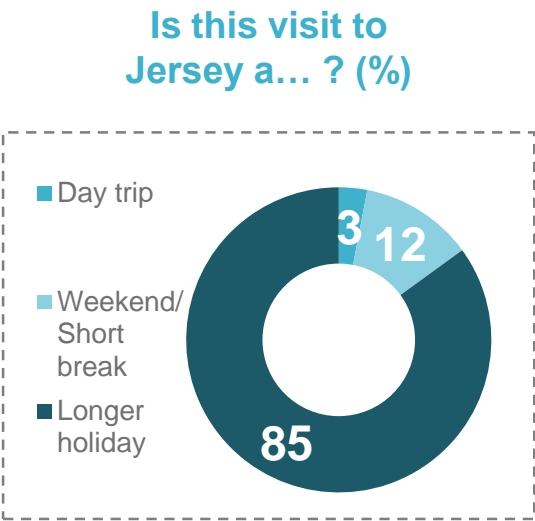 Is this visit to
Jersey a… ? (%)
Day trip
Weekend/
Short
break
Longer
holiday
3
12
85